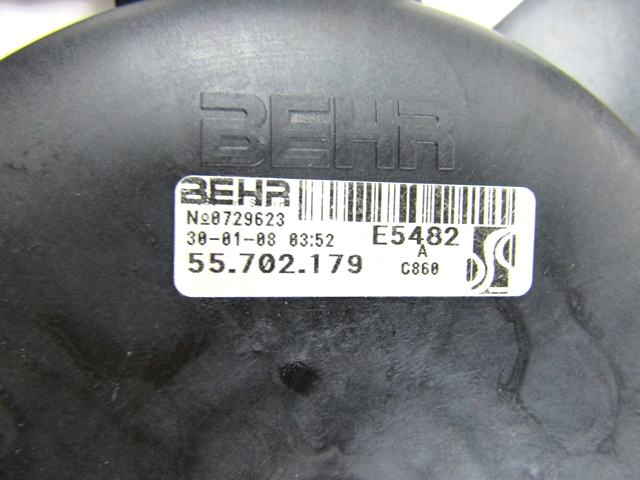 BEHR
BEHR
№0729623
30-01-08 03:52
E5482
A
55.702.179
C860